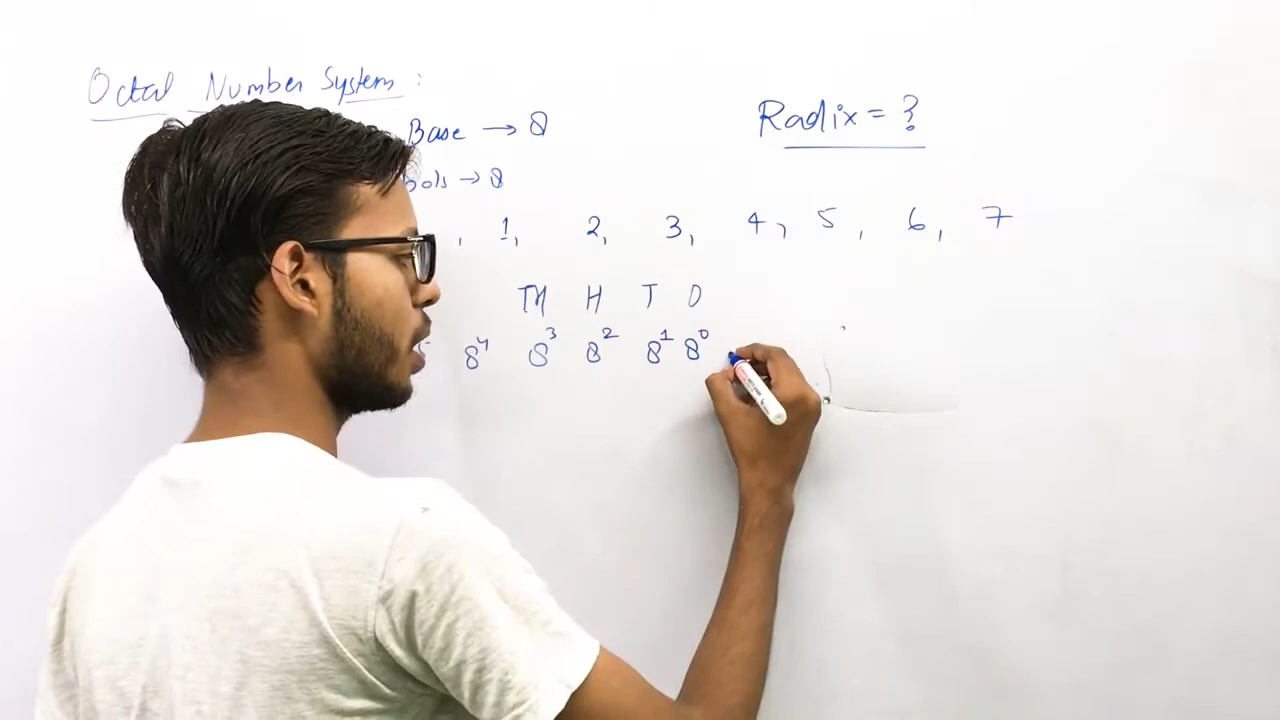 Octal Number System :
Base → 8
Radix = ?
bols → 8
, 1, 2, 3, 4, 5, 6, 7
TH H T O
8⁴ 8³ 8² 8¹ 8⁰